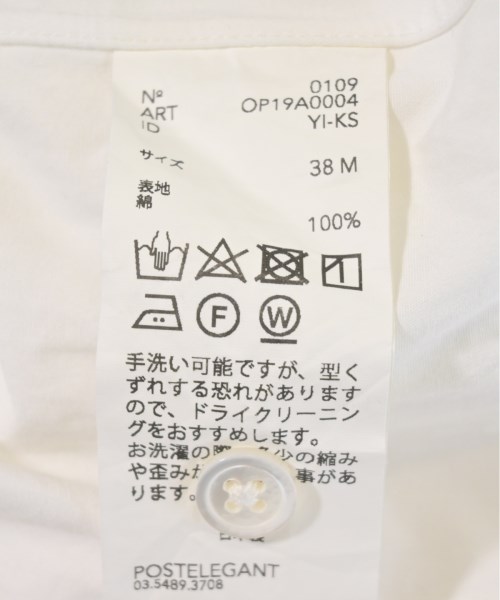 Nº 0109
ART OP19A0004
ID YI-KS
サイズ 38 M
表地
綿 100%
F W
手洗い可能ですが、型く
ずれする恐れがあります
ので、ドライクリーニン
グをおすすめします。
お洗濯の際 少の縮み
や歪みが 事があ
ります。
POSTELEGANT
03.5489.3708